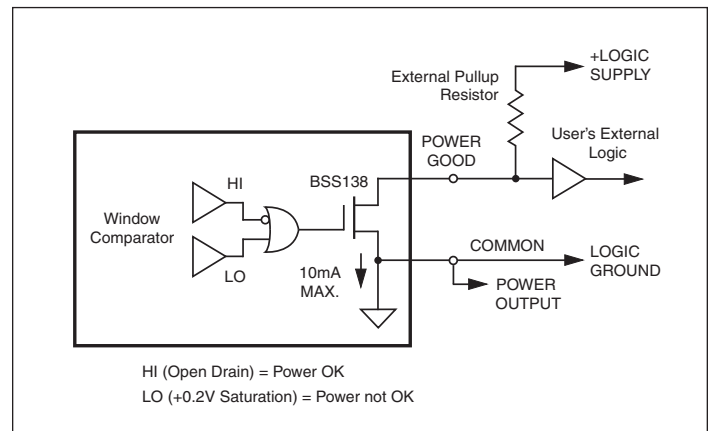 +LOGIC
SUPPLY
External Pullup
Resistor
POWER
GOOD
User's External
Logic
HI
BSS138
Window
Comparator
LO
10mA
MAX.
COMMON
LOGIC
GROUND
POWER
OUTPUT
HI (Open Drain) = Power OK
LO (+0.2V Saturation) = Power not OK